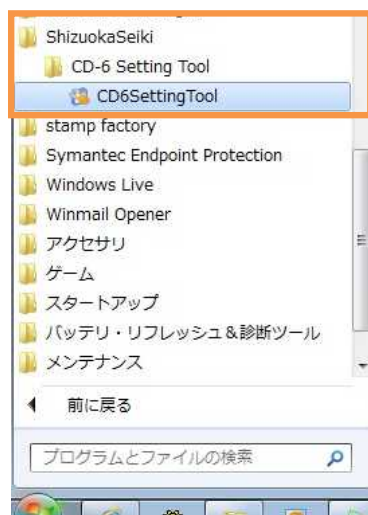 ShizuokaSeiki
CD-6 Setting Tool
CD6SettingTool
stamp factory
Symantec Endpoint Protection
Windows Live
Winmail Opener
アクセサリ
ゲーム
スタートアップ
バッテリ・リフレッシュ＆診断ツール
メンテナンス
前に戻る
プログラムとファイルの検索